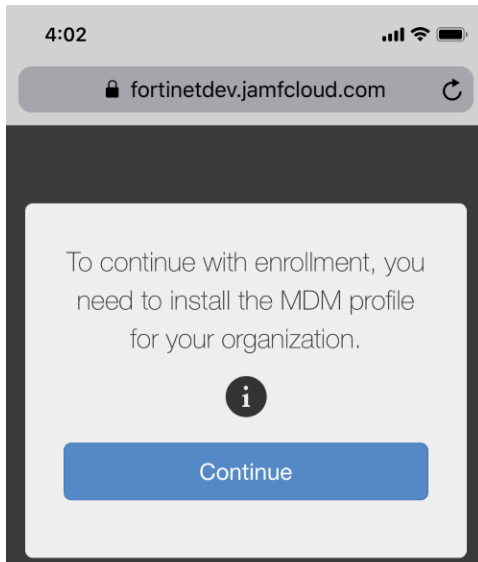 4:02
fortinetdev.jamfcloud.com
To continue with enrollment, you
need to install the MDM profile
for your organization.
i
Continue